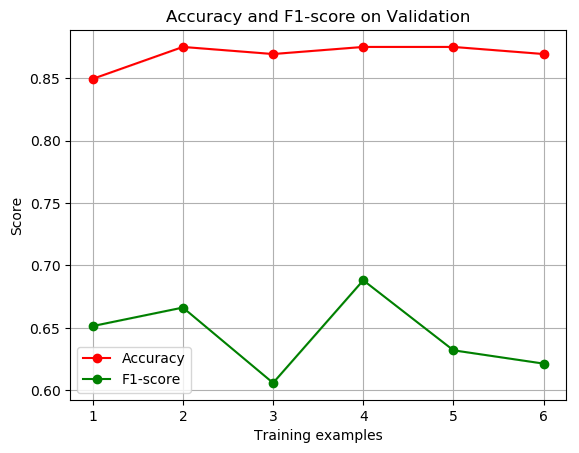 Accuracy and F1-score on Validation
Score
0.85
0.80
0.75
0.70
0.65
0.60
Accuracy
F1-score
1 2 3 4 5 6
Training examples